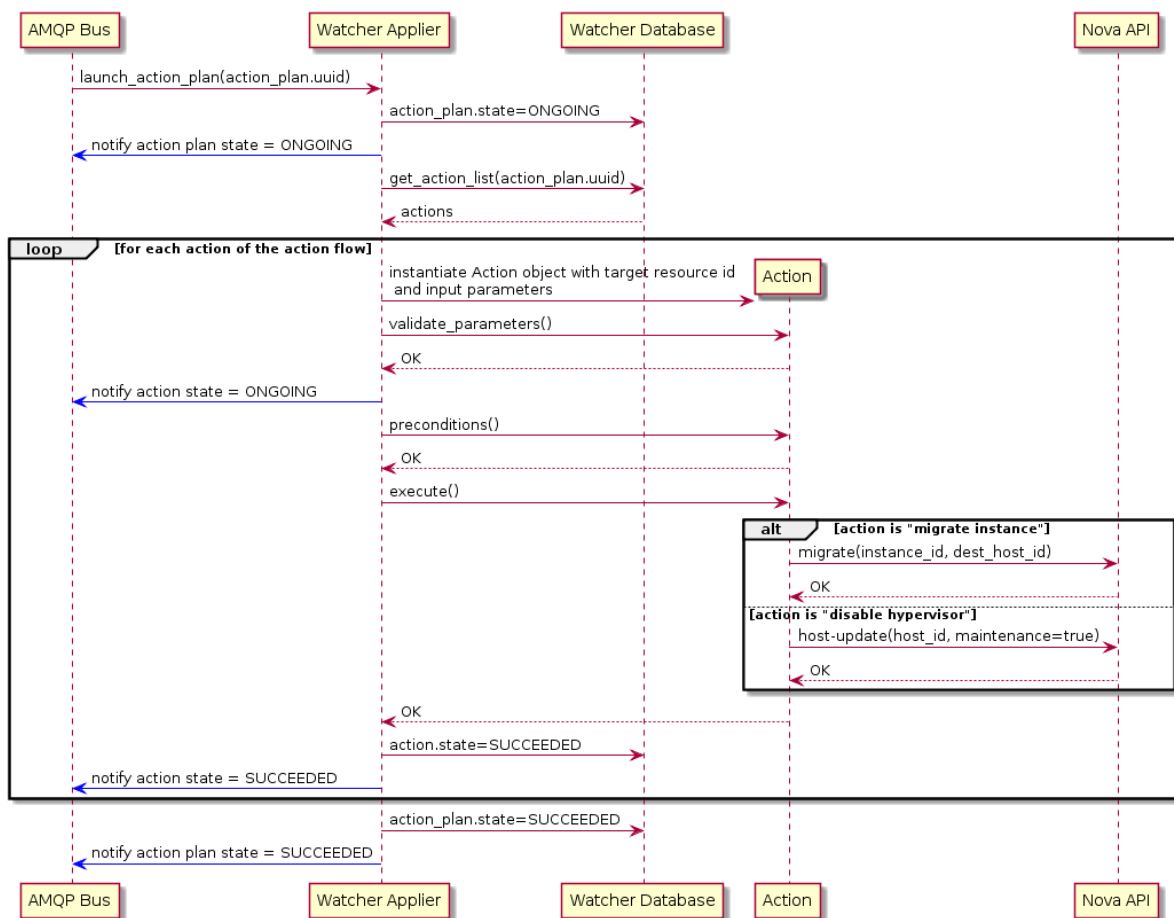 AMQP Bus
Watcher Applier
Watcher Database
Nova API
launch_action_plan(action_plan.uuid)
action_plan.state=ONGOING
notify action plan state = ONGOING
get_action_list(action_plan.uuid)
actions
loop
[for each action of the action flow]
instantiate Action object with target resource id
and input parameters
Action
validate_parameters()
OK
notify action state = ONGOING
preconditions()
OK
execute()
alt
[action is "migrate instance"]
migrate(instance_id, dest_host_id)
OK
[action is "disable hypervisor"]
host-update(host_id, maintenance=true)
OK
OK
action.state=SUCCEEDED
notify action state = SUCCEEDED
action_plan.state=SUCCEEDED
notify action plan state = SUCCEEDED
AMQP Bus
Watcher Applier
Watcher Database
Action
Nova API